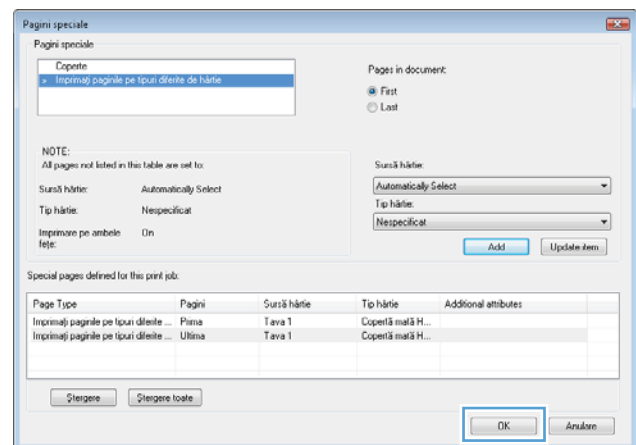 Pagini speciale
Pagini speciale
Coperte
» Imprimaţi paginile pe tipuri diferite de hârtie
Pages in document:
First
Last
NOTE:
All pages not listed in this table are set to:
Sursă hârtie: Automatically Select
Tip hârtie: Nespecificat
Imprimare pe ambele feţe: On
Sursă hârtie:
Automatically Select
Tip hârtie:
Nespecificat
Add Update item
Special pages defined for this print job:
Page Type Pagini Sursă hârtie Tip hârtie Additional attributes
Imprimaţi paginile pe tipuri diferite ... Prima Tava 1 Copertă mată H...
Imprimaţi paginile pe tipuri diferite ... Ultima Tava 1 Copertă mată H...
Ştergere Ştergere toate
OK Anulare